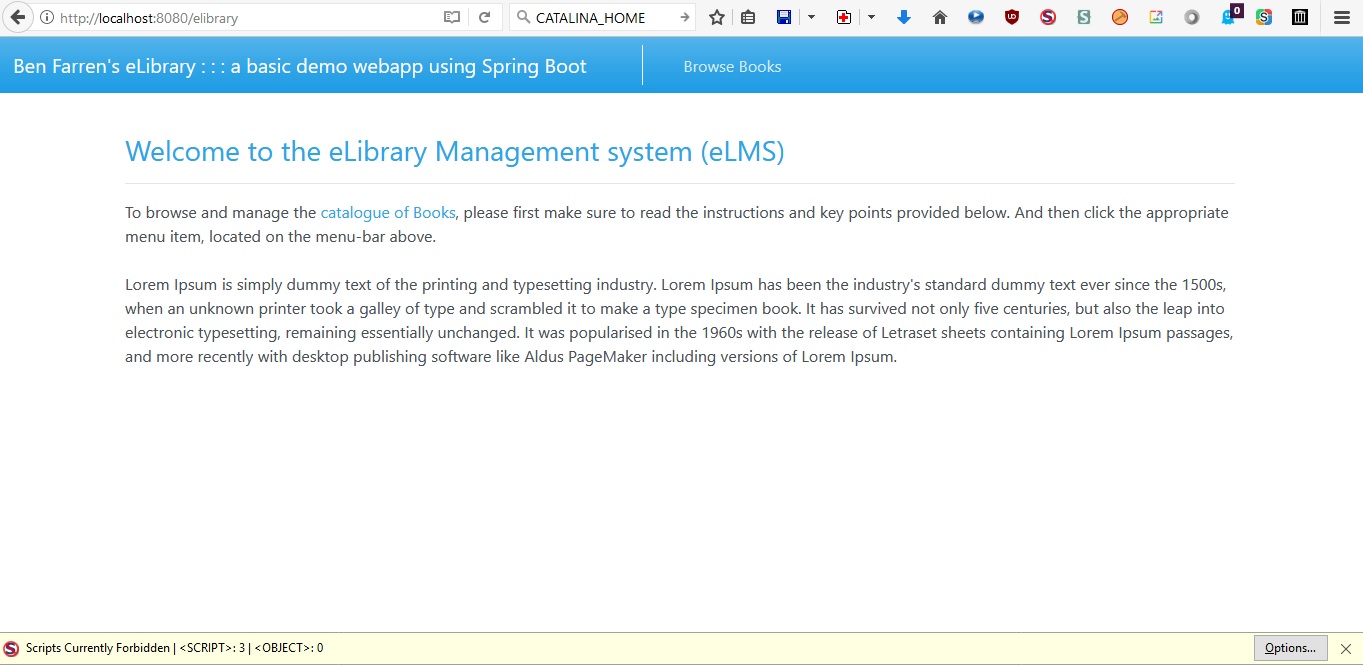 http://localhost:8080/elibrary
CATALINA_HOME
UD
S
S
0
S
Ben Farren's eLibrary : : : a basic demo webapp using Spring Boot
Browse Books
Welcome to the eLibrary Management system (eLMS)
To browse and manage the catalogue of Books, please first make sure to read the instructions and key points provided below. And then click the appropriate
menu item, located on the menu-bar above.
Lorem Ipsum is simply dummy text of the printing and typesetting industry. Lorem Ipsum has been the industry's standard dummy text ever since the 1500s,
when an unknown printer took a galley of type and scrambled it to make a type specimen book. It has survived not only five centuries, but also the leap into
electronic typesetting, remaining essentially unchanged. It was popularised in the 1960s with the release of Letraset sheets containing Lorem Ipsum passages,
and more recently with desktop publishing software like Aldus PageMaker including versions of Lorem Ipsum.
S
Scripts Currently Forbidden | <SCRIPT>: 3 | <OBJECT>: 0
Options...